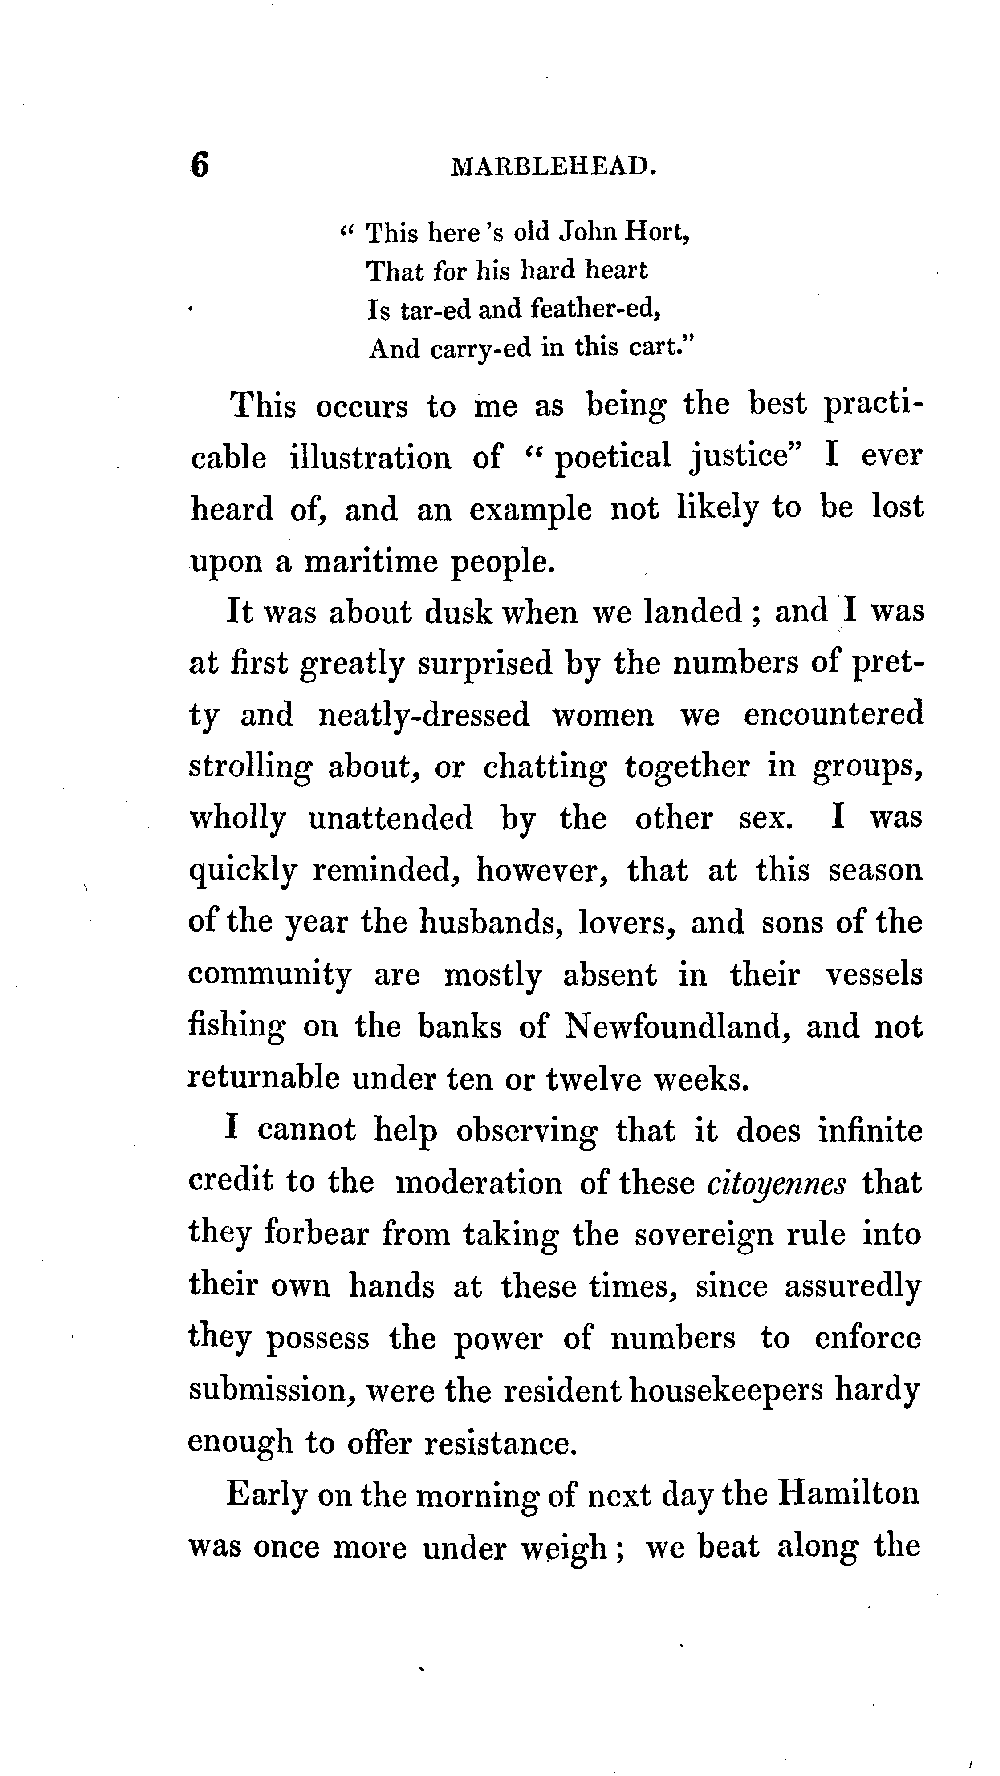 6 MARBLEHEAD.
“ This here 's old John Hort,
That for his hard heart
Is tar-ed and feather-ed,
And carry-ed in this cart.”
This occurs to me as being the best practi-
cable illustration of “ poetical justice” I ever
heard of, and an example not likely to be lost
upon a maritime people.
It was about dusk when we landed ; and I was
at first greatly surprised by the numbers of pret-
ty and neatly-dressed women we encountered
strolling about, or chatting together in groups,
wholly unattended by the other sex. I was
quickly reminded, however, that at this season
of the year the husbands, lovers, and sons of the
community are mostly absent in their vessels
fishing on the banks of Newfoundland, and not
returnable under ten or twelve weeks.
I cannot help observing that it does infinite
credit to the moderation of these citoyennes that
they forbear from taking the sovereign rule into
their own hands at these times, since assuredly
they possess the power of numbers to enforce
submission, were the resident housekeepers hardy
enough to offer resistance.
Early on the morning of next day the Hamilton
was once more under weigh ; we beat along the